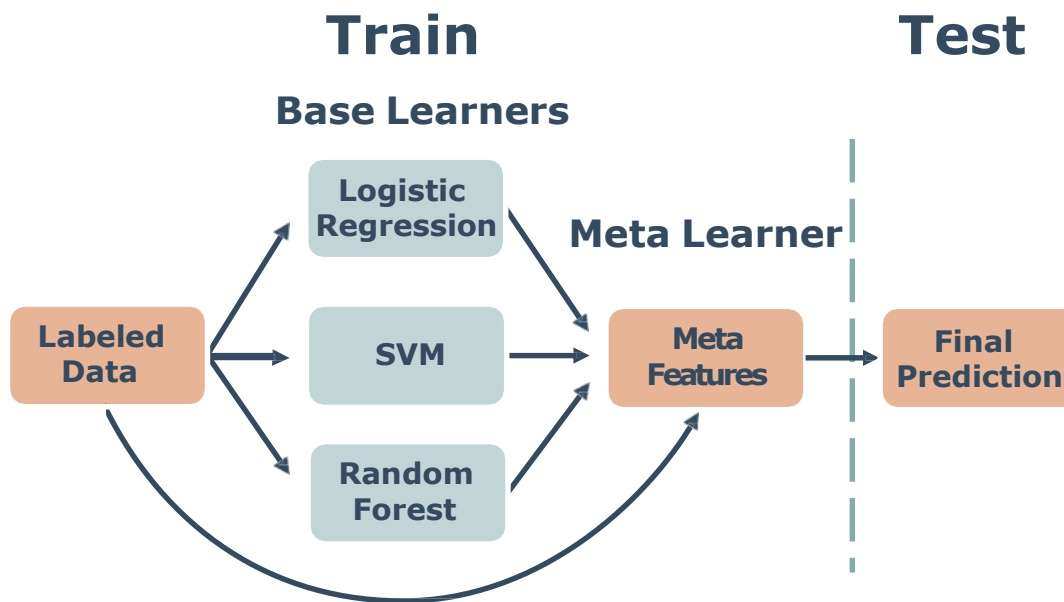 Train
Test
Base Learners
Logistic
Regression
Meta Learner
Labeled
Data
SVM
Meta
Features
Final
Prediction
Random
Forest